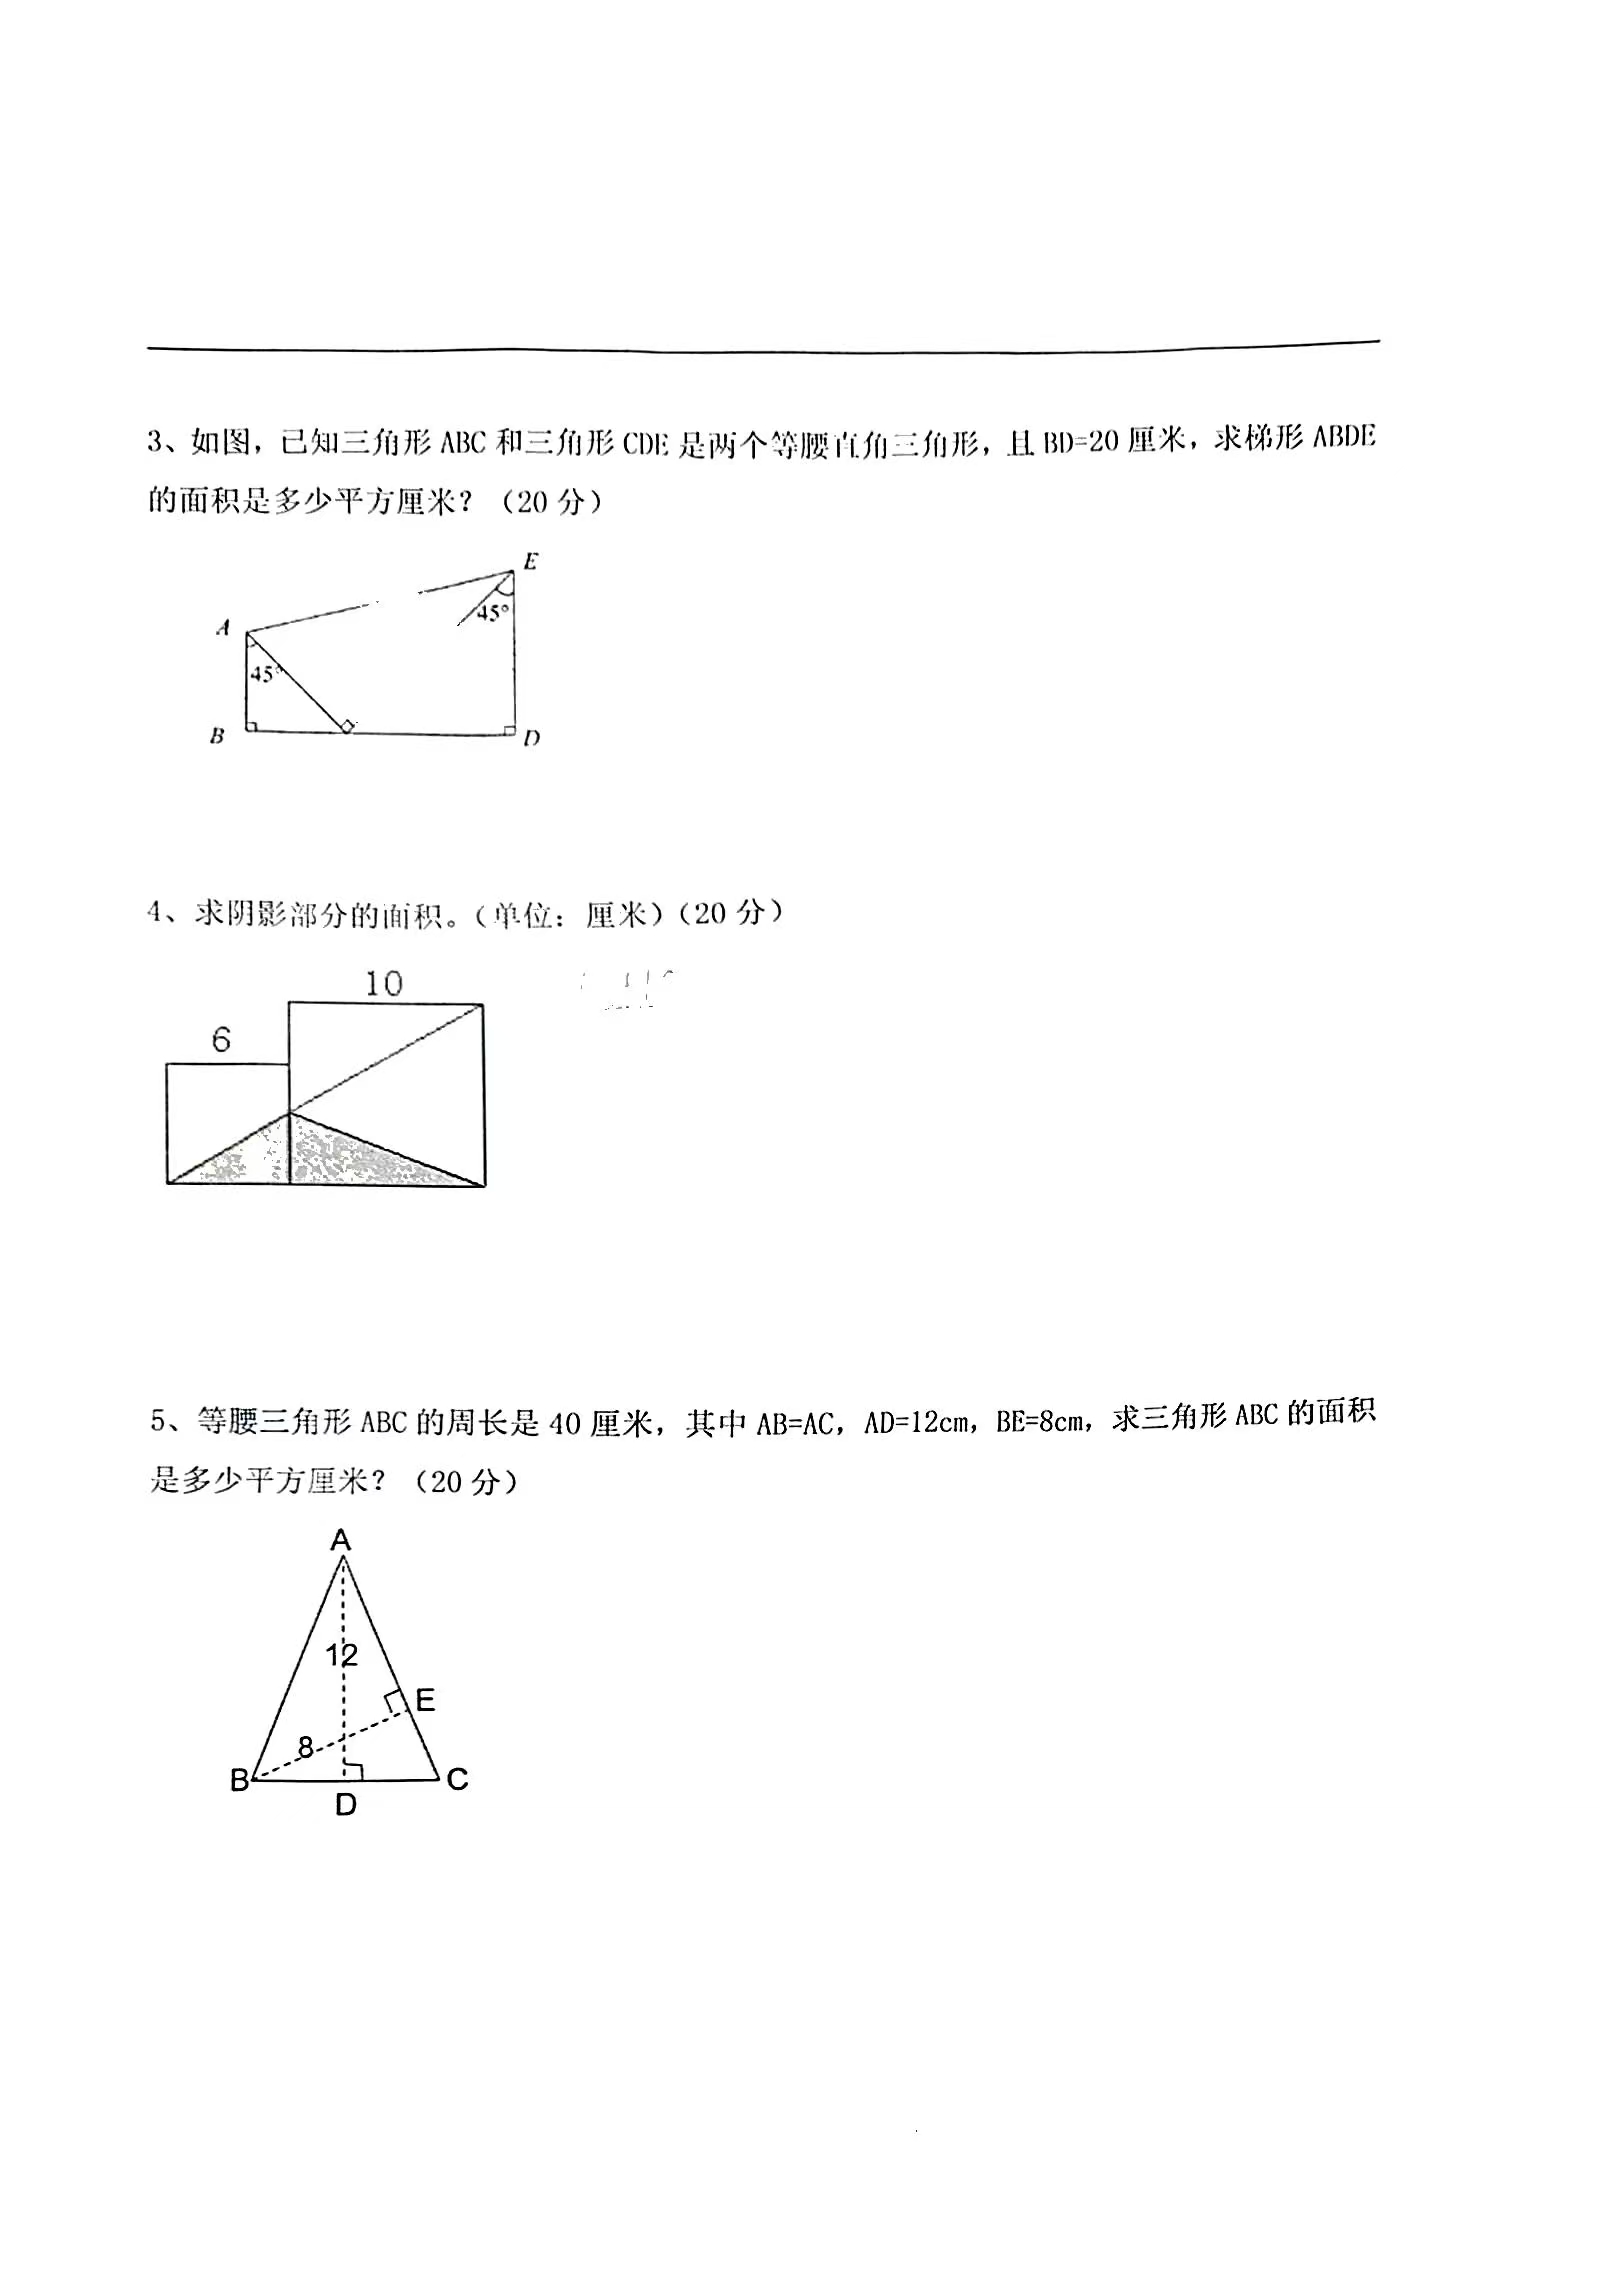 3、如图，已知三角形 ABC 和三角形 CDE 是两个等腰直角三角形，且 BD=20 厘米，求梯形 ABDE
的面积是多少平方厘米？（20 分）
E
45°
A
45°
B
D
4、求阴影部分的面积。（单位：厘米）（20 分）
10
6
5、等腰三角形 ABC 的周长是 40 厘米，其中 AB=AC，AD=12cm，BE=8cm，求三角形 ABC 的面积
是多少平方厘米？（20 分）
A
12
E
8
B
C
D